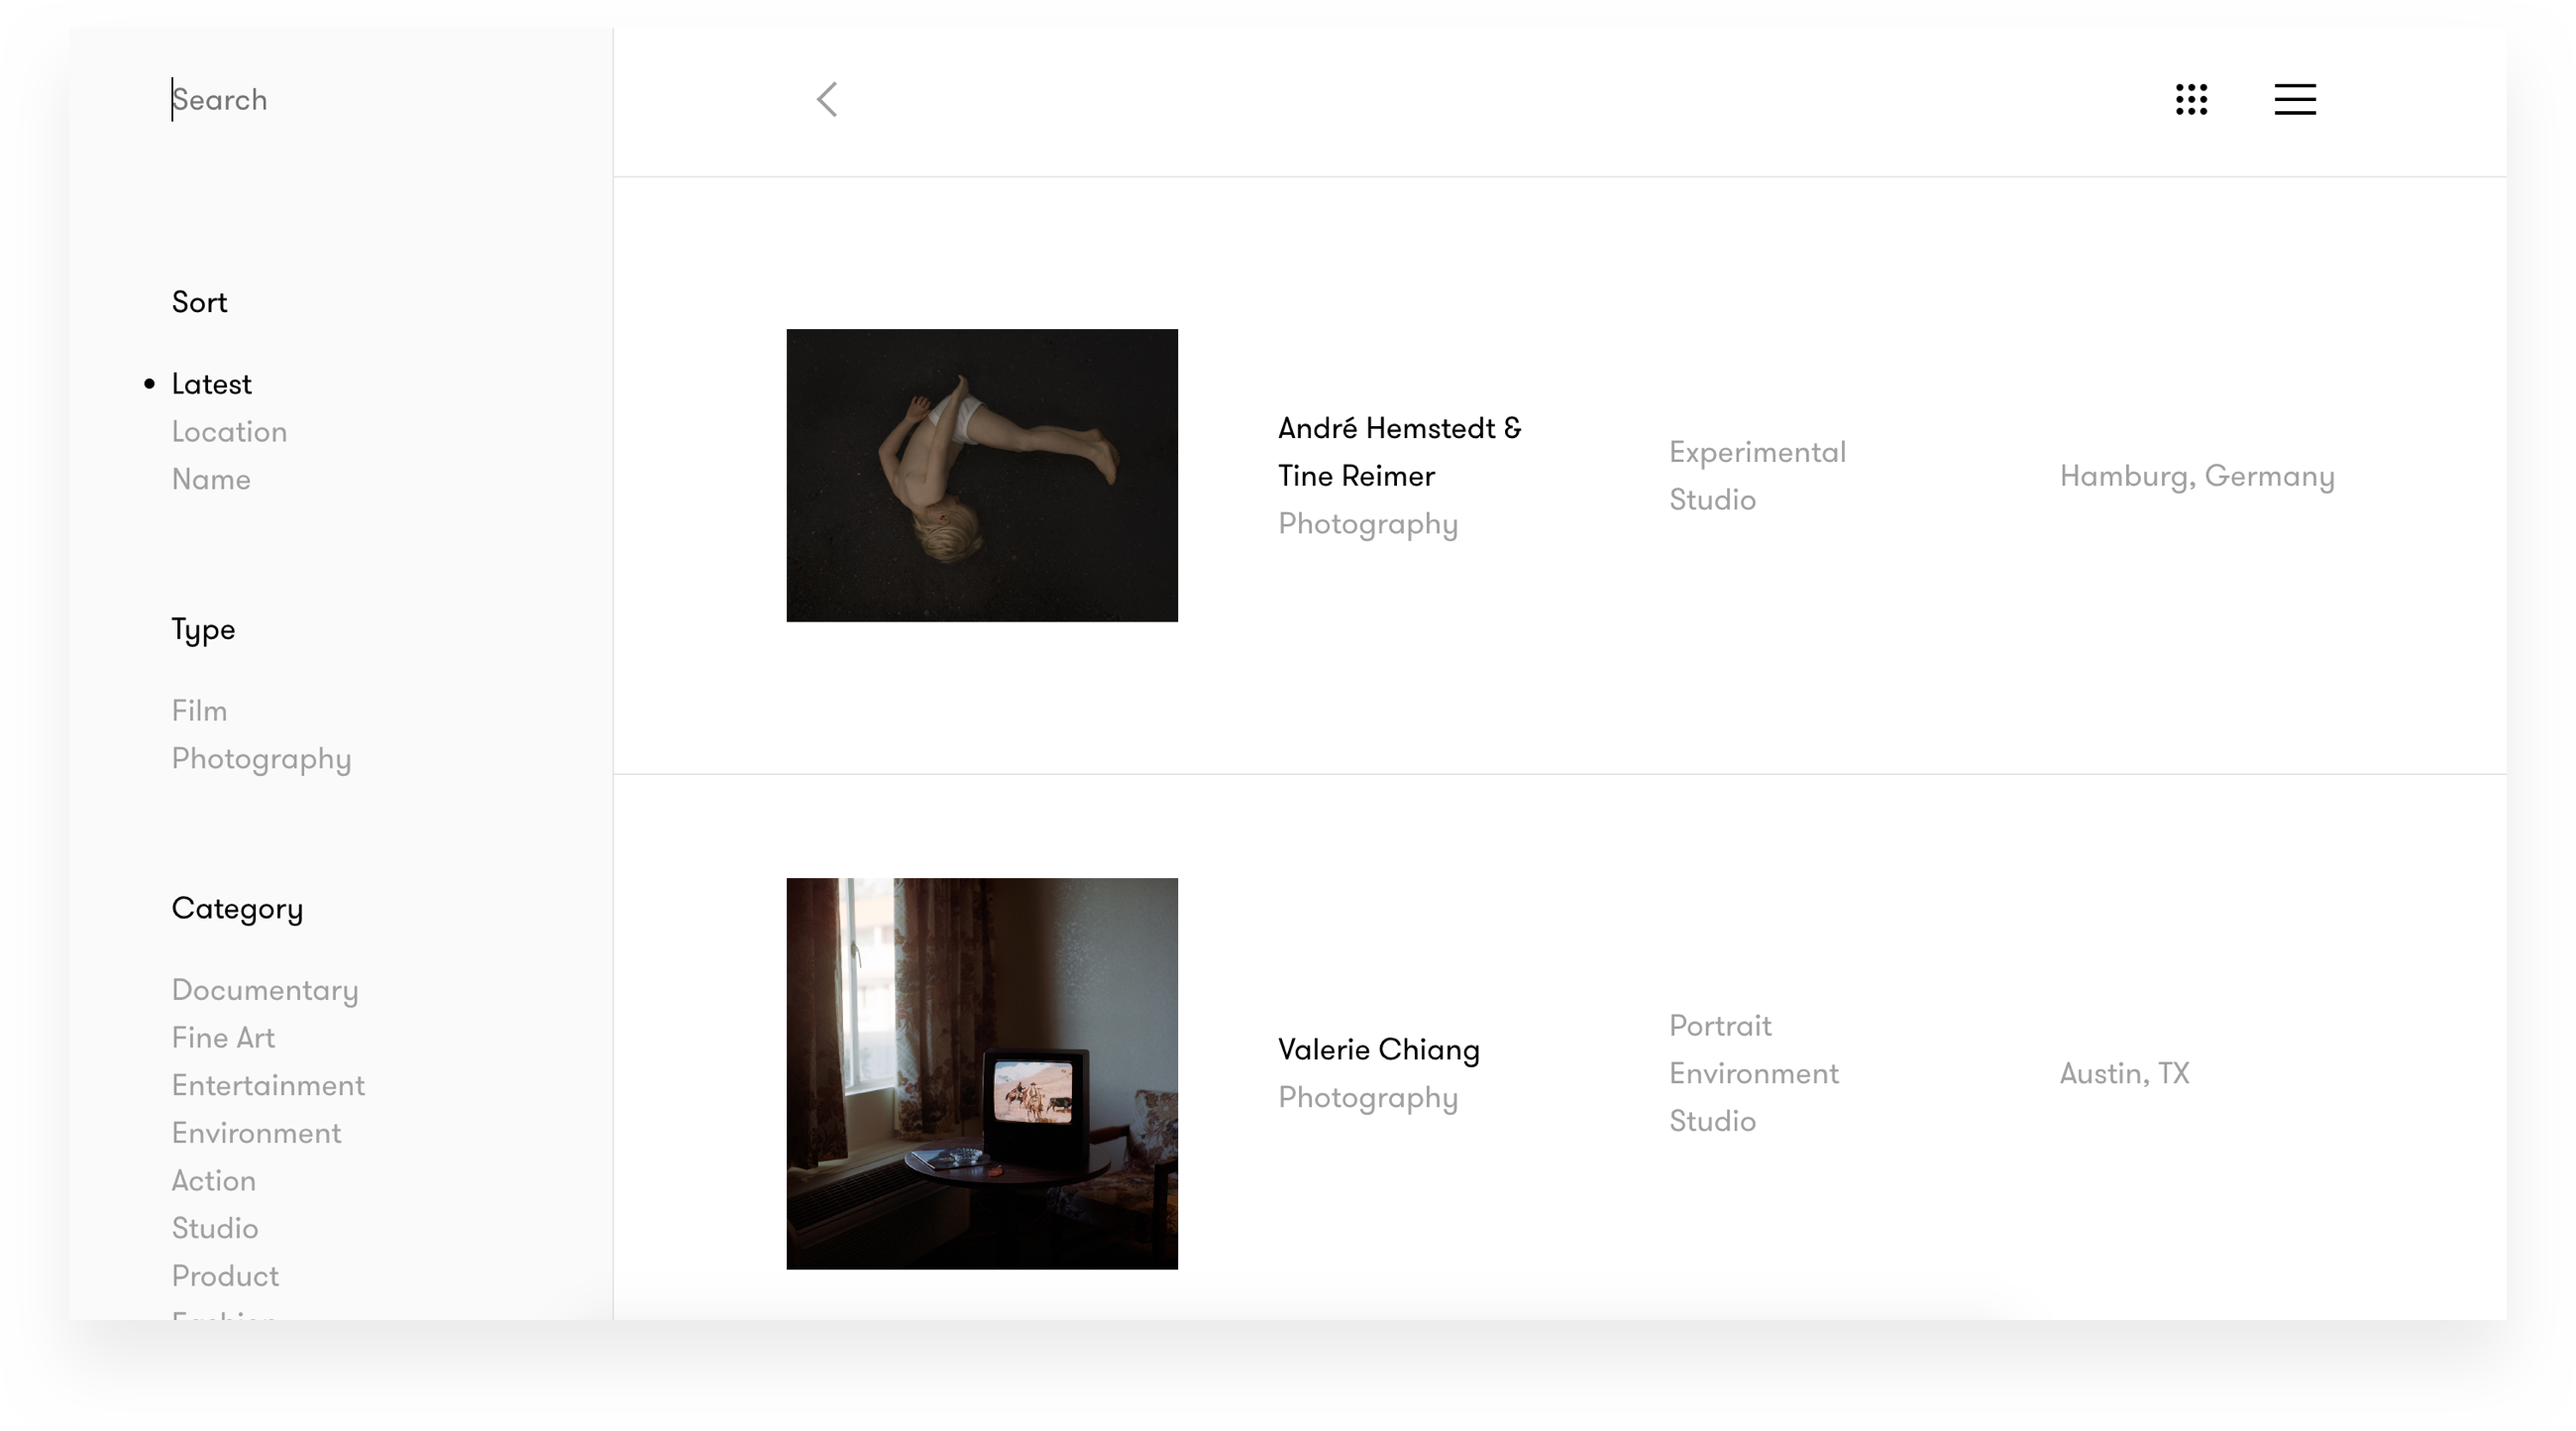 Search
Sort
Latest
Location
Name
Type
Film
Photography
Category
Documentary
Fine Art
Entertainment
Environment
Action
Studio
Product
André Hemstedt &
Tine Reimer
Photography
Experimental
Studio
Hamburg, Germany
Valerie Chiang
Photography
Portrait
Environment
Studio
Austin, TX